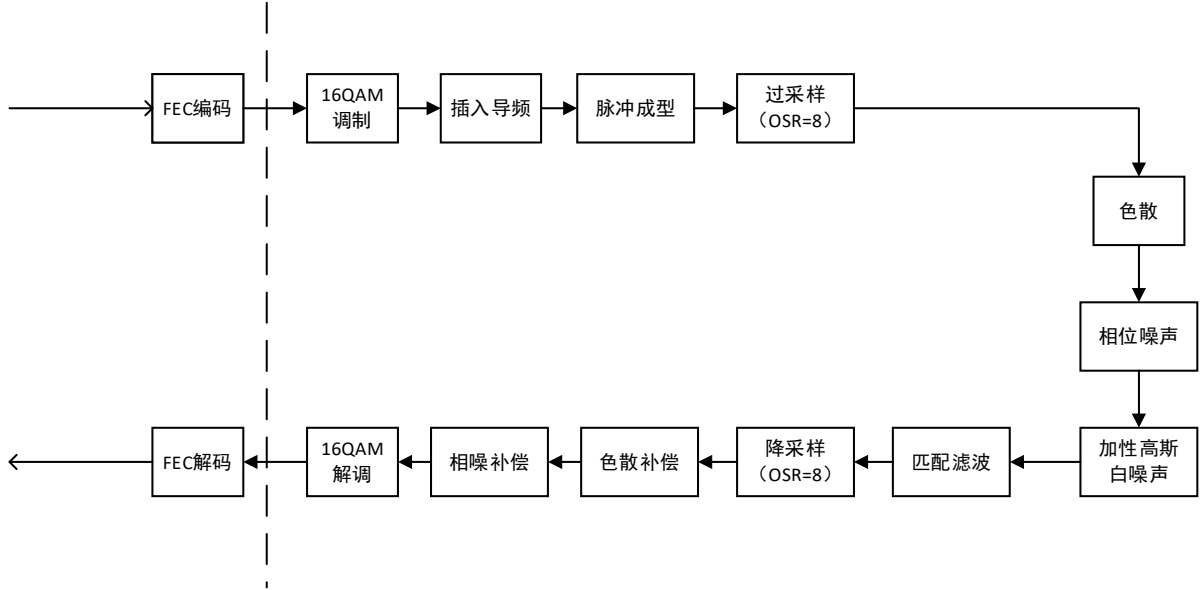 FEC编码
16QAM
调制
插入导频
脉冲成型
过采样
（OSR=8）
色散
相位噪声
加性高斯
白噪声
匹配滤波
降采样
（OSR=8）
色散补偿
相噪补偿
16QAM
解调
FEC解码